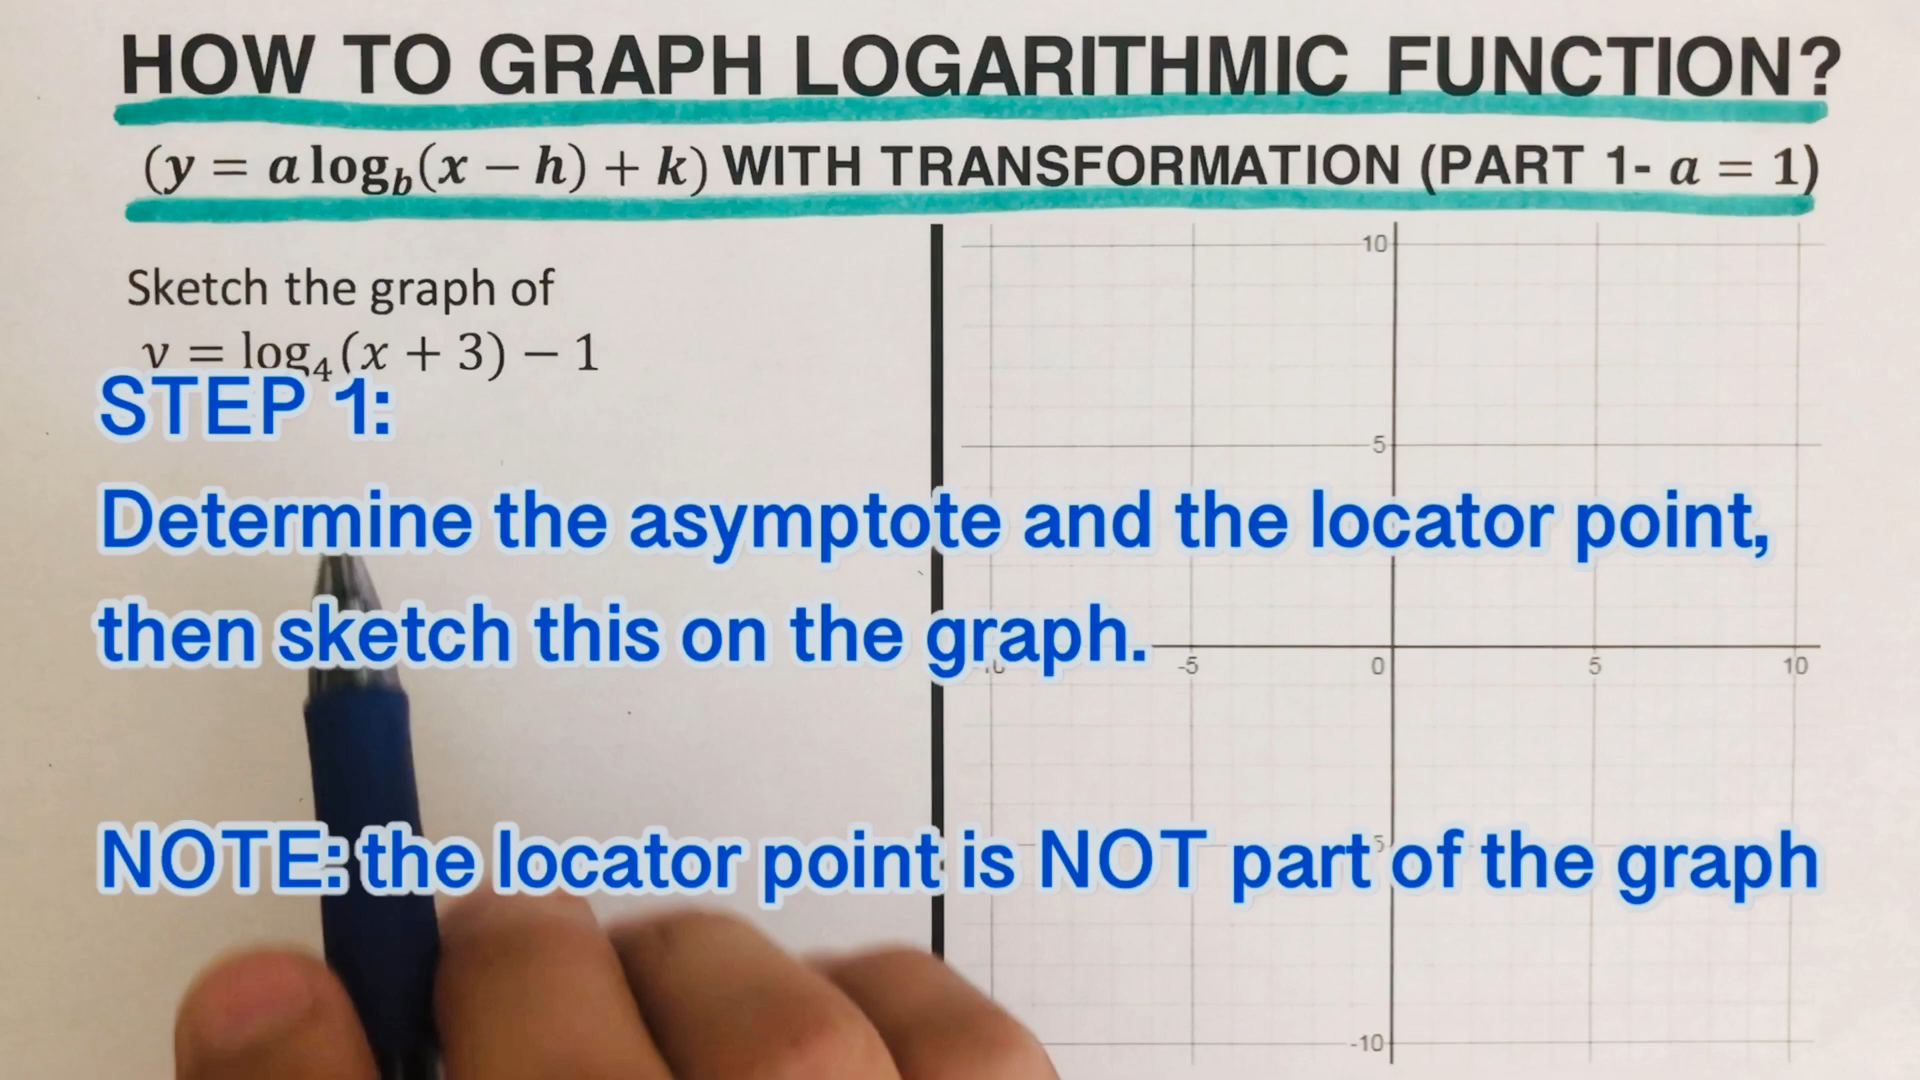 HOW TO GRAPH LOGARITHMIC FUNCTION?
(y = a log_b(x − h) + k) WITH TRANSFORMATION (PART 1- a = 1)
Sketch the graph of
y = log_4(x + 3) − 1
STEP 1:
Determine the asymptote and the locator point,
then sketch this on the graph.
NOTE: the locator point is NOT part of the graph
10
5
-5
0
5
10
-10